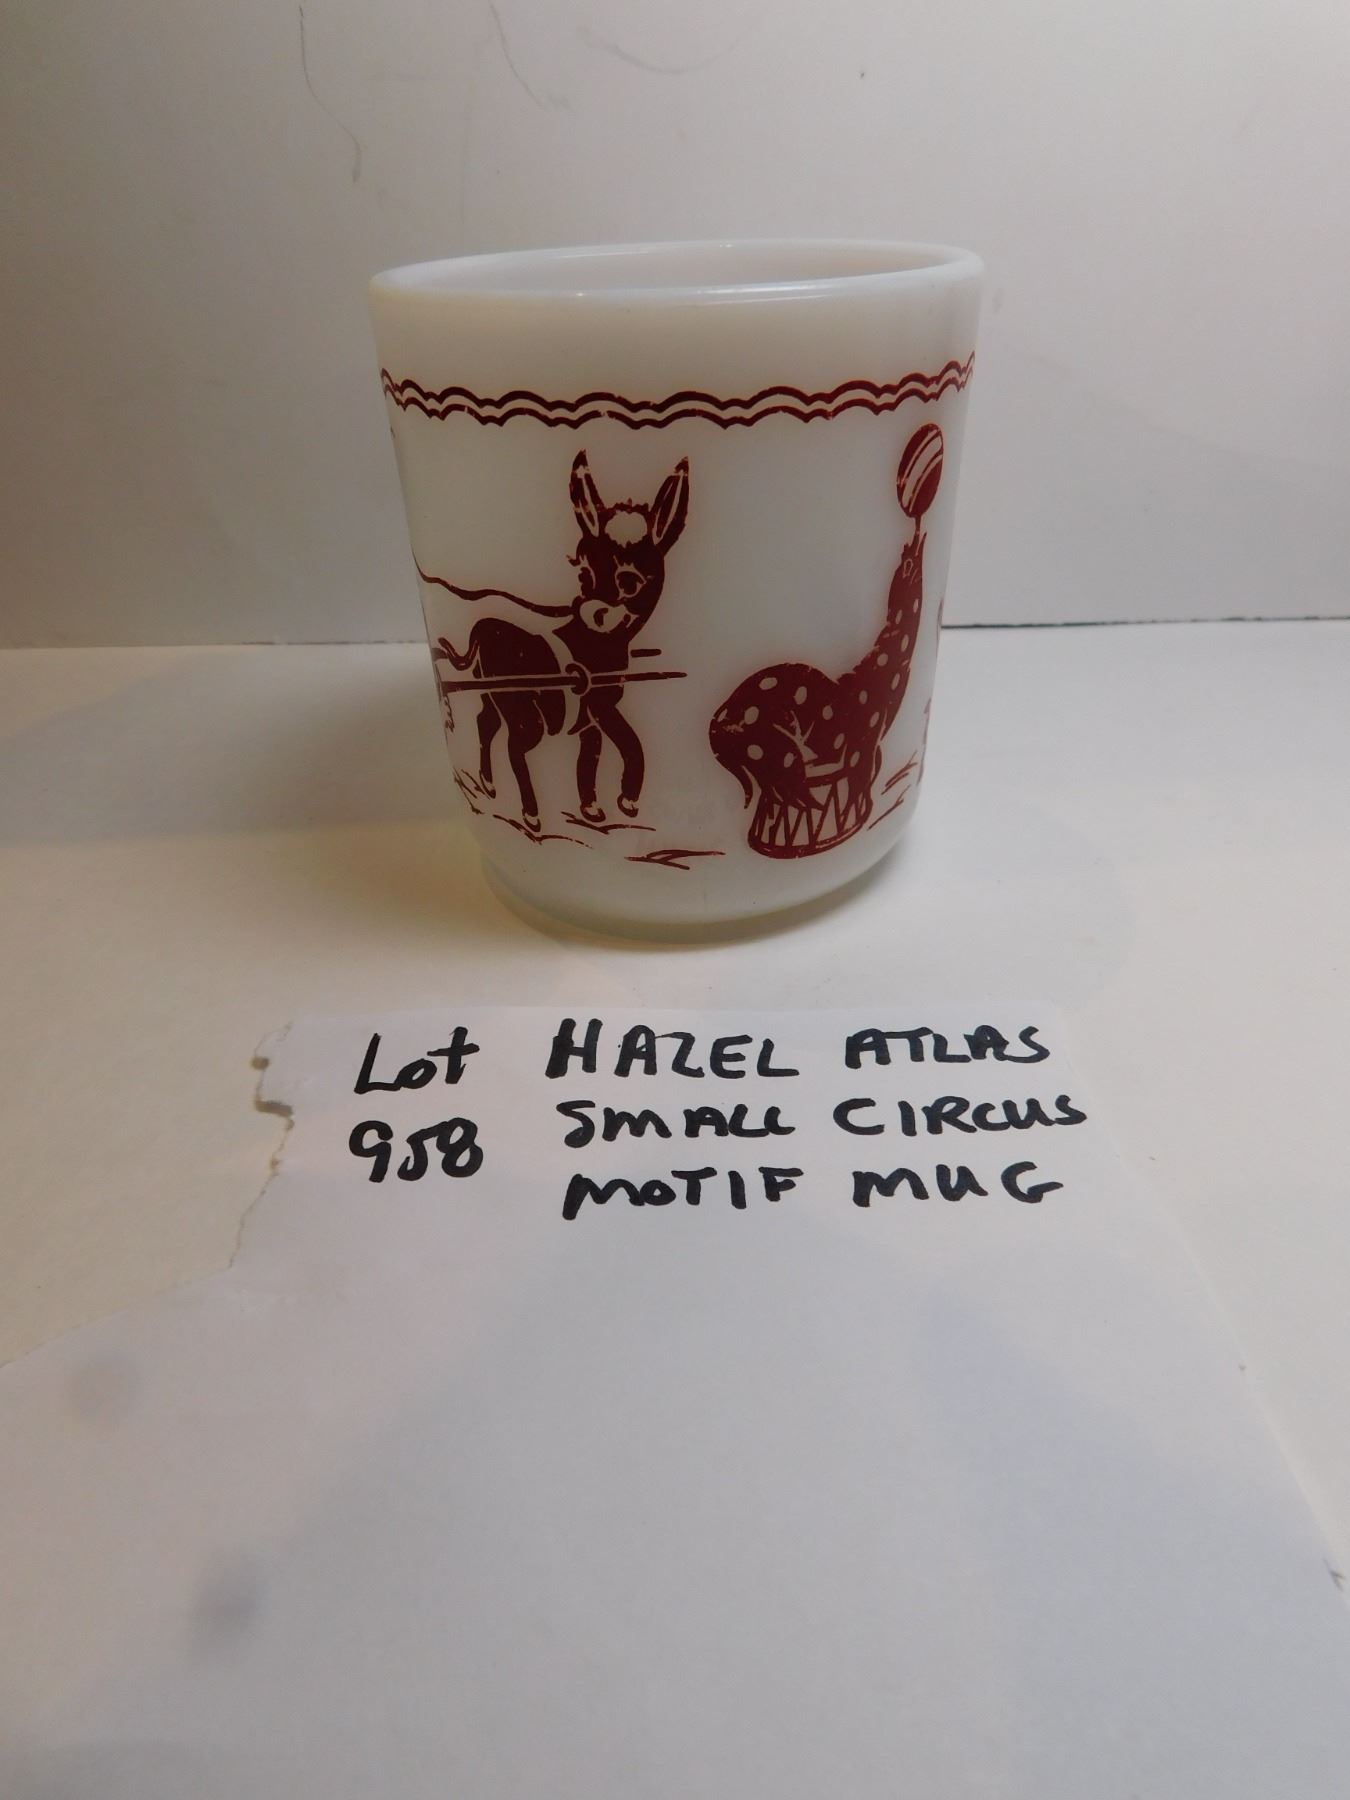 Lot HAZEL ATLAS
958 SMALL CIRCUS
MOTIF MUG